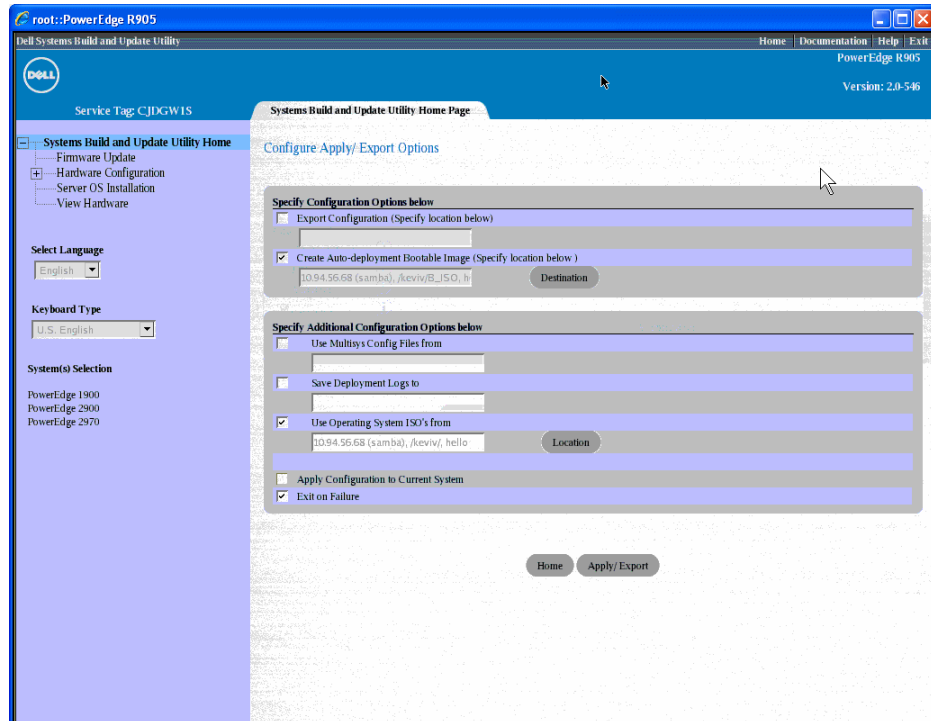 root::PowerEdge R905
Dell Systems Build and Update Utility
Home Documentation Help Exit
DELL
PowerEdge R905
Version: 2.0-546
Service Tag: CJDGW1S
Systems Build and Update Utility Home Page
Systems Build and Update Utility Home
Firmware Update
Hardware Configuration
Server OS Installation
View Hardware
Select Language
English
Keyboard Type
U.S. English
System(s) Selection
PowerEdge 1900
PowerEdge 2900
PowerEdge 2970
Configure Apply/ Export Options
Specify Configuration Options below
Export Configuration (Specify location below)
Create Auto-deployment Bootable Image (Specify location below )
10.94.56.68 (samba), /keviv/B_ISO, h
Destination
Specify Additional Configuration Options below
Use Multisys Config Files from
Save Deployment Logs to
Use Operating System ISO's from
10.94.56.68 (samba), /keviv/, hello
Location
Apply Configuration to Current System
Exit on Failure
Home
Apply/ Export